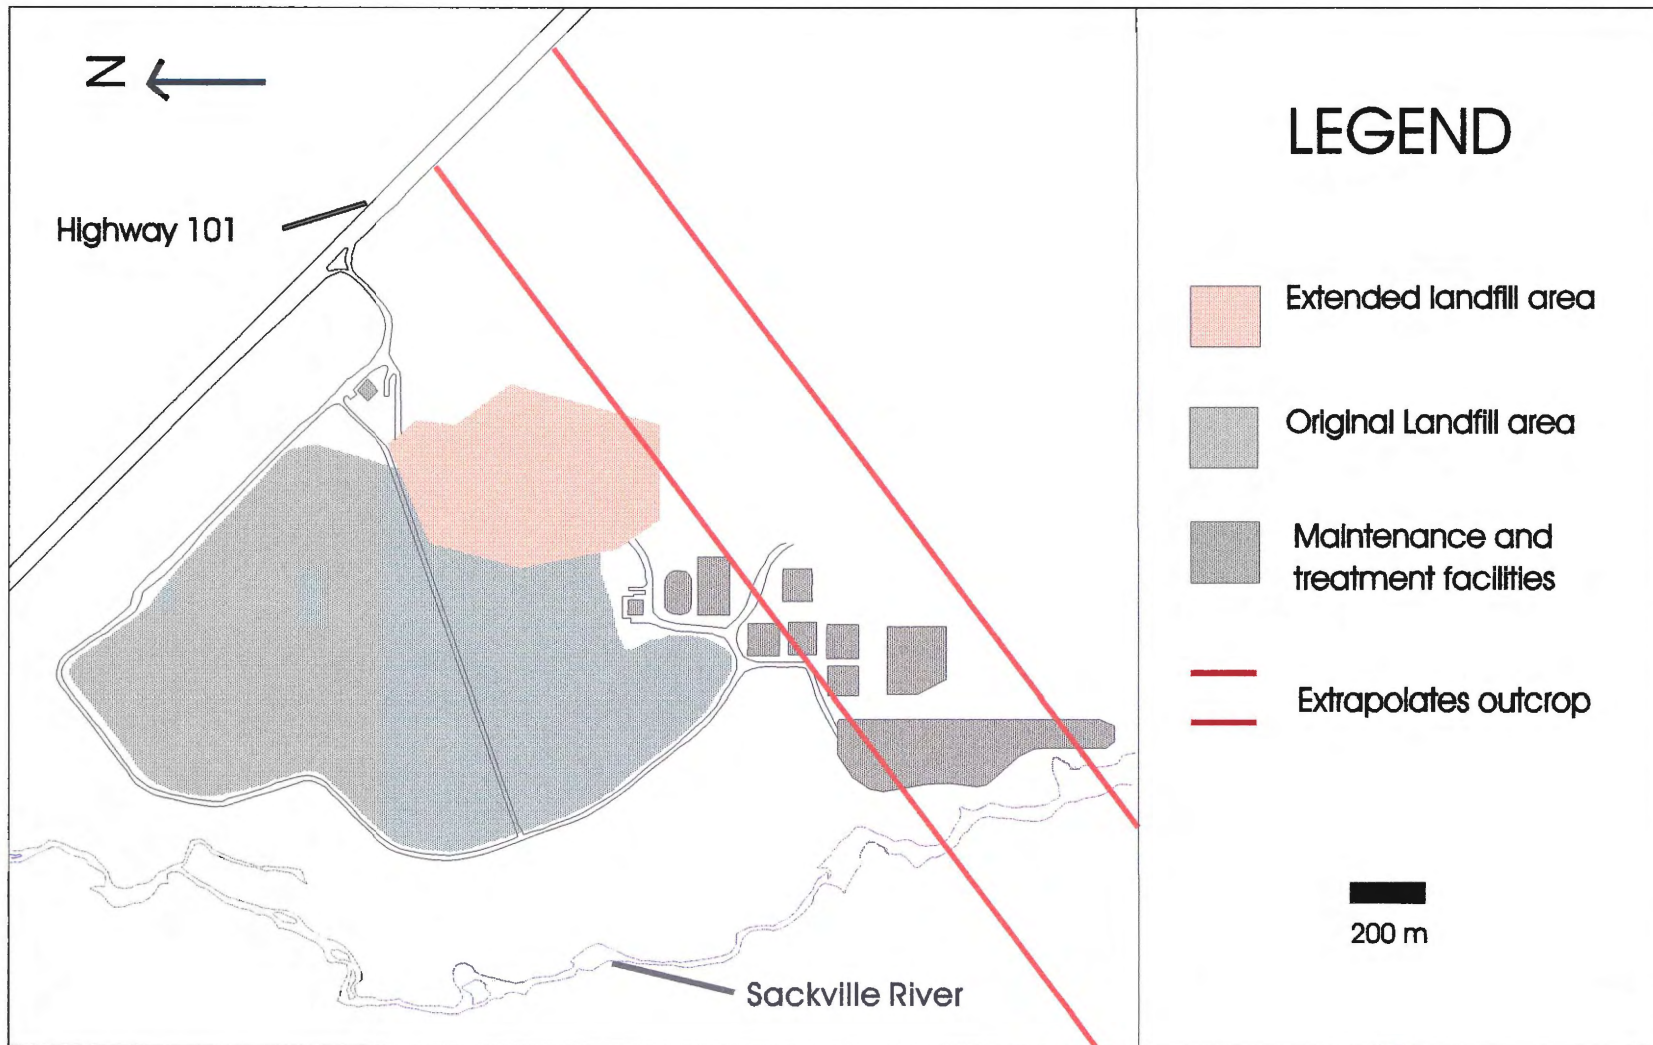 N
Highway 101
Sackville River
LEGEND
Extended landfill area
Original Landfill area
Maintenance and
treatment facilities
Extrapolates outcrop
200 m